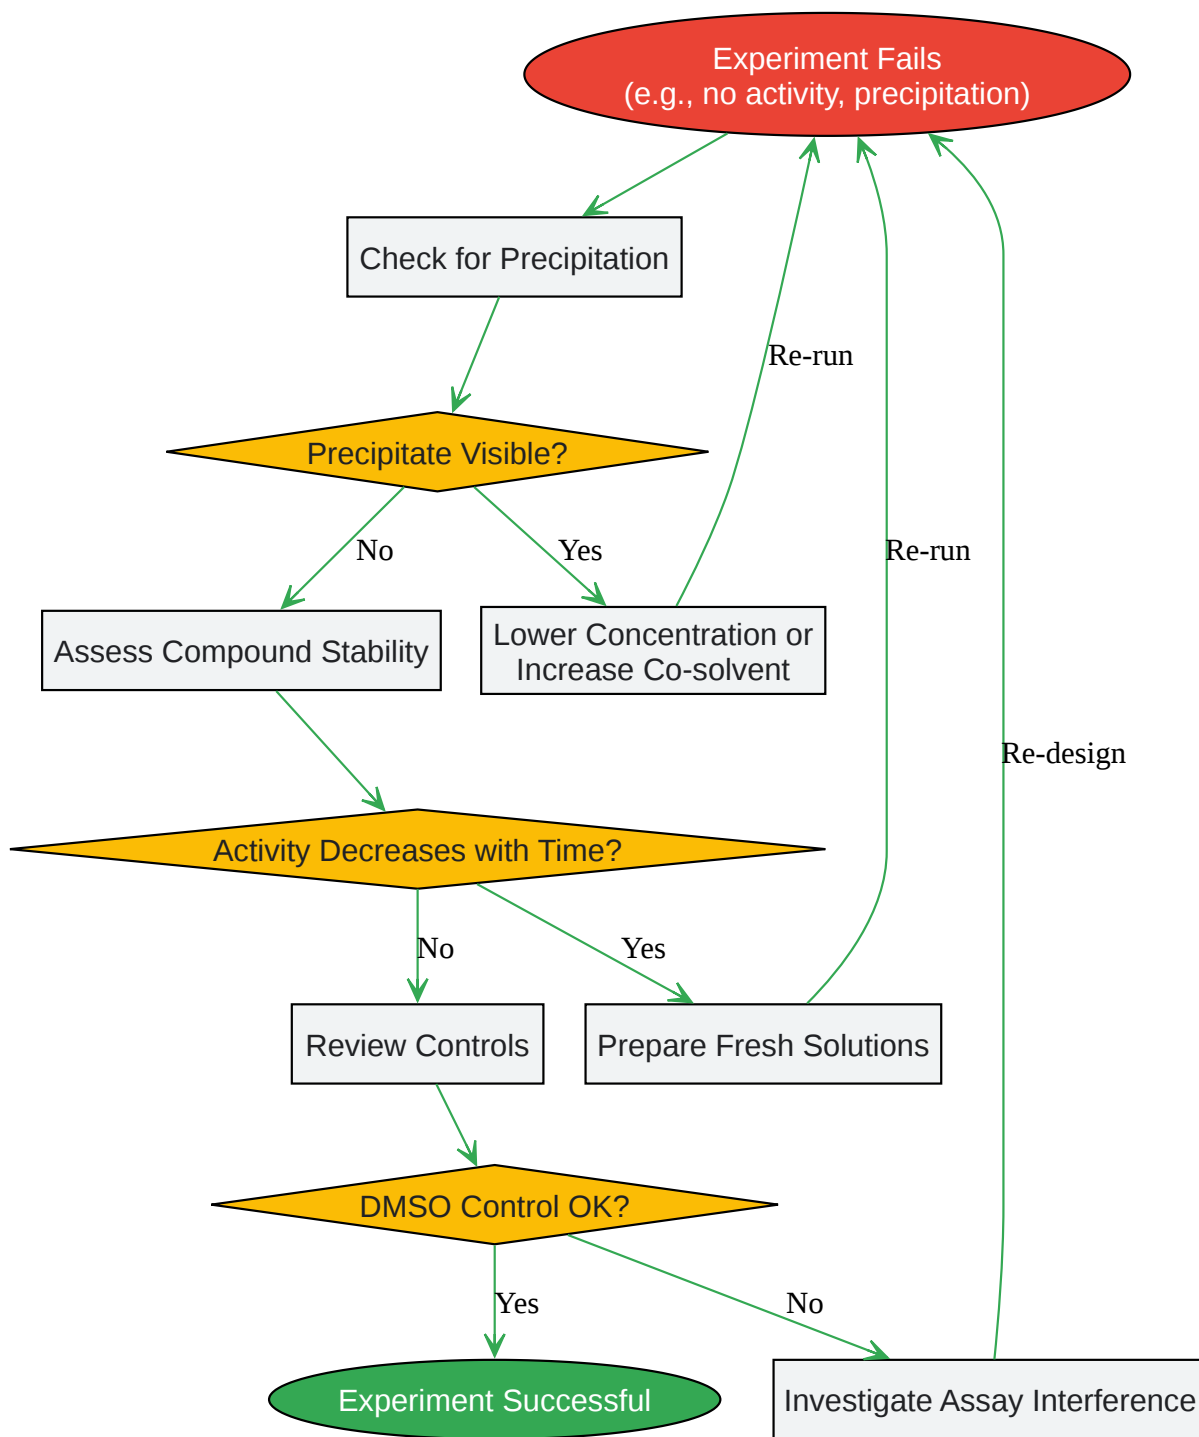 Experiment Fails
(e.g., no activity, precipitation)
Check for Precipitation
Re-run
Precipitate Visible?
No
Yes
Re-run
Assess Compound Stability
Lower Concentration or
Increase Co-solvent
Re-design
Activity Decreases with Time?
No
Yes
Review Controls
Prepare Fresh Solutions
DMSO Control OK?
Yes
No
Experiment Successful
Investigate Assay Interference